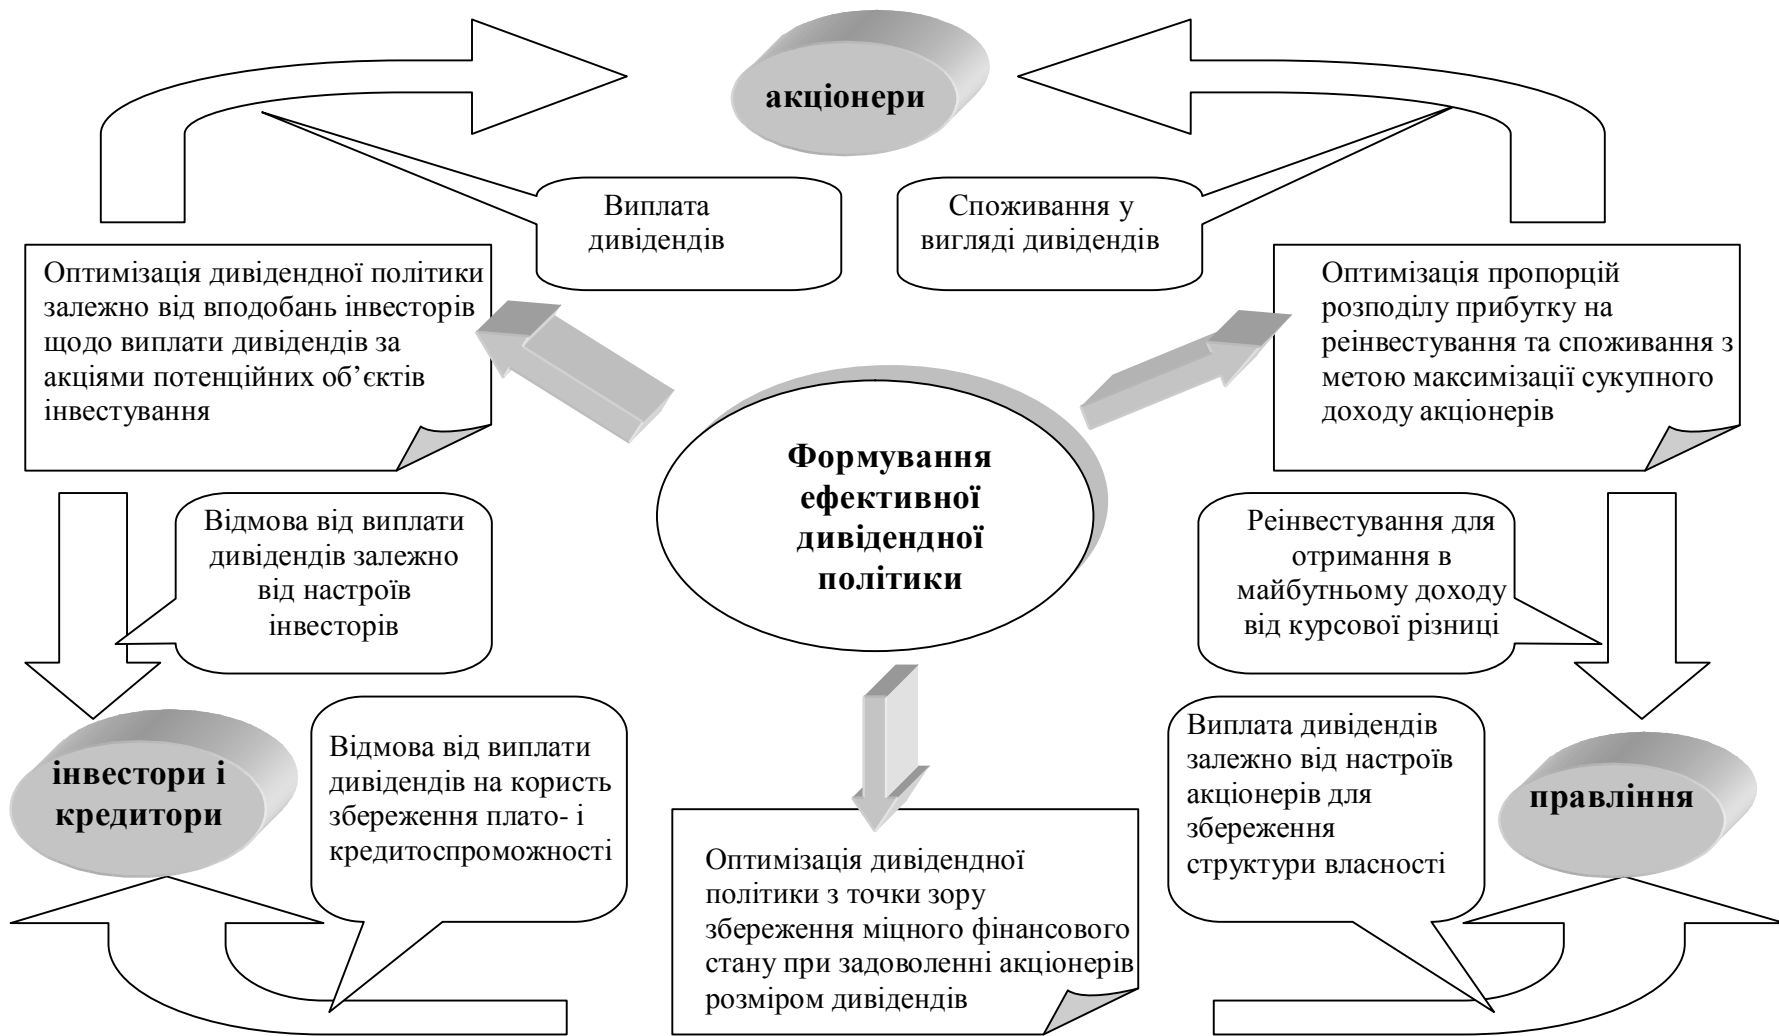 акціонери
Виплата
дивідендів
Споживання у
вигляді дивідендів
Оптимізація дивідендної політики
залежно від вподобань інвесторів
щодо виплати дивідендів за
акціями потенційних об’єктів
інвестування
Оптимізація пропорцій
розподілу прибутку на
реінвестування та споживання з
метою максимізації сукупного
доходу акціонерів
Формування
ефективної
дивідендної
політики
Відмова від виплати
дивідендів залежно
від настроїв
інвесторів
Реінвестування для
отримання в
майбутньому доходу
від курсової різниці
інвестори і
кредитори
Відмова від виплати
дивідендів на користь
збереження плато- і
кредитоспроможності
Виплата дивідендів
залежно від настроїв
акціонерів для
збереження
структури власності
правління
Оптимізація дивідендної
політики з точки зору
збереження міцного фінансового
стану при задоволенні акціонерів
розміром дивідендів